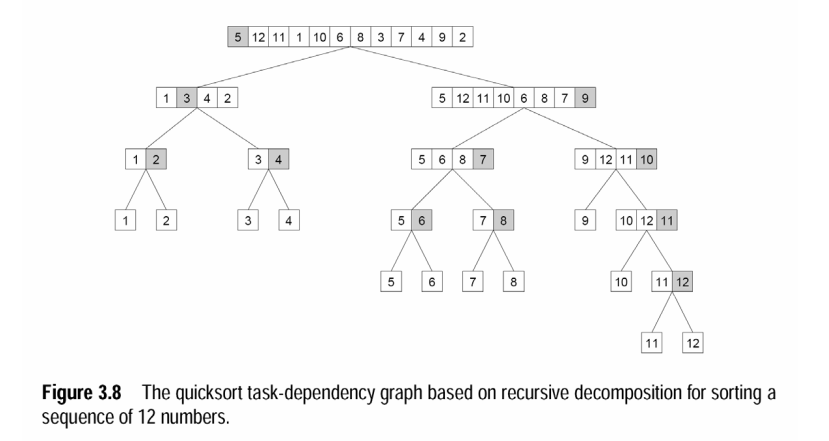 5 12 11 1 10 6 8 3 7 4 9 2
1 3 4 2
5 12 11 10 6 8 7 9
1 2
3 4
5 6 8 7
9 12 11 10
1
2
3
4
5 6
7 8
9
10 12 11
5
6
7
8
10
11 12
11
12
Figure 3.8 The quicksort task-dependency graph based on recursive decomposition for sorting a
sequence of 12 numbers.